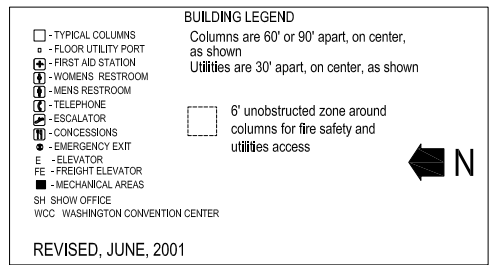 BUILDING LEGEND
- TYPICAL COLUMNS
- FLOOR UTILITY PORT
- FIRST AID STATION
- WOMENS RESTROOM
- MENS RESTROOM
- TELEPHONE
- ESCALATOR
- CONCESSIONS
- EMERGENCY EXIT
E - ELEVATOR
FE - FREIGHT ELEVATOR
- MECHANICAL AREAS
SH SHOW OFFICE
WCC WASHINGTON CONVENTION CENTER
Columns are 60' or 90' apart, on center,
as shown
Utilities are 30' apart, on center, as shown
6' unobstructed zone around
columns for fire safety and
utilities access
N
REVISED, JUNE, 2001